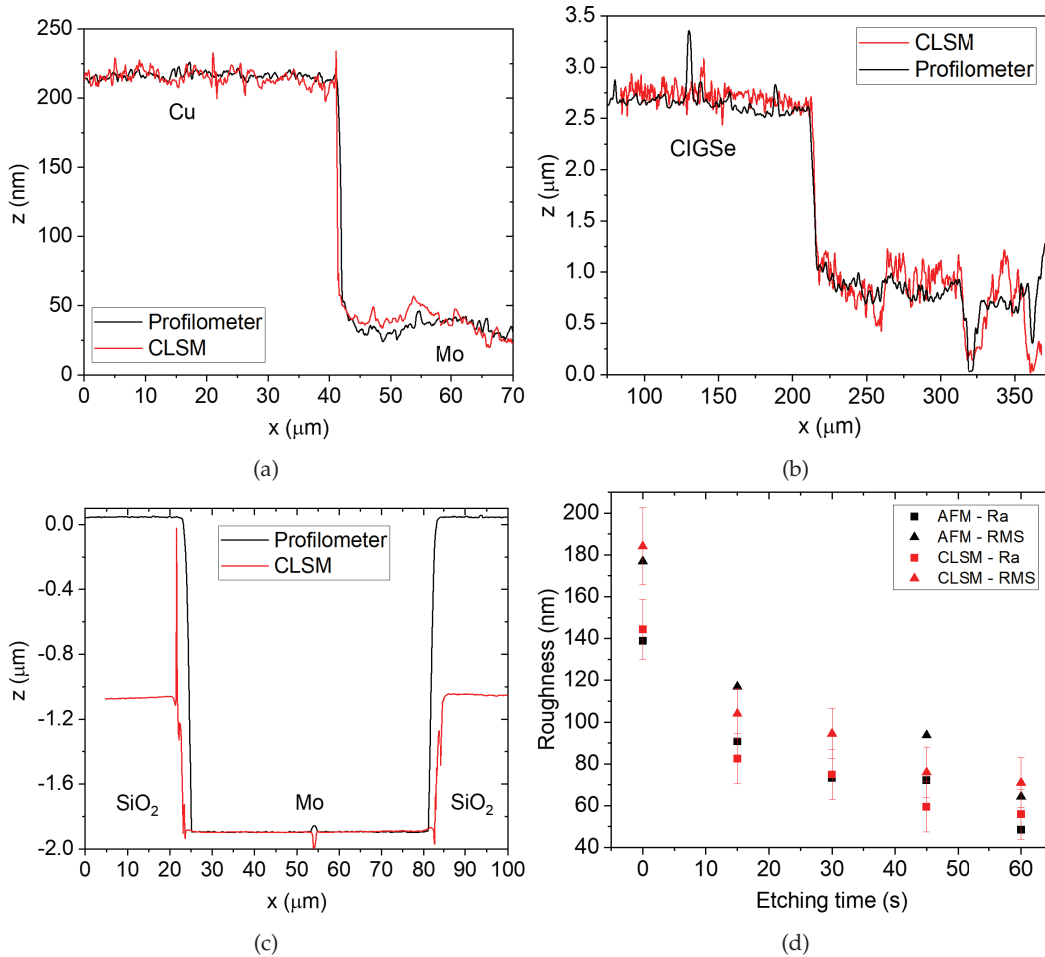 250
200
150
100
50
0
z (nm)
Cu
Profilometer
CLSM
Mo
0 10 20 30 40 50 60 70
x (μm)
(a)
3.5
3.0
2.5
2.0
1.5
1.0
0.5
0.0
z (μm)
CLSM
Profilometer
CIGSe
100 150 200 250 300 350
x (μm)
(b)
0.0
-0.4
-0.8
-1.2
-1.6
-2.0
z (μm)
Profilometer
CLSM
SiO₂ Mo SiO₂
0 10 20 30 40 50 60 70 80 90 100
x (μm)
(c)
200
180
160
140
120
100
80
60
40
Roughness (nm)
AFM - Ra
AFM - RMS
CLSM - Ra
CLSM - RMS
0 10 20 30 40 50 60
Etching time (s)
(d)